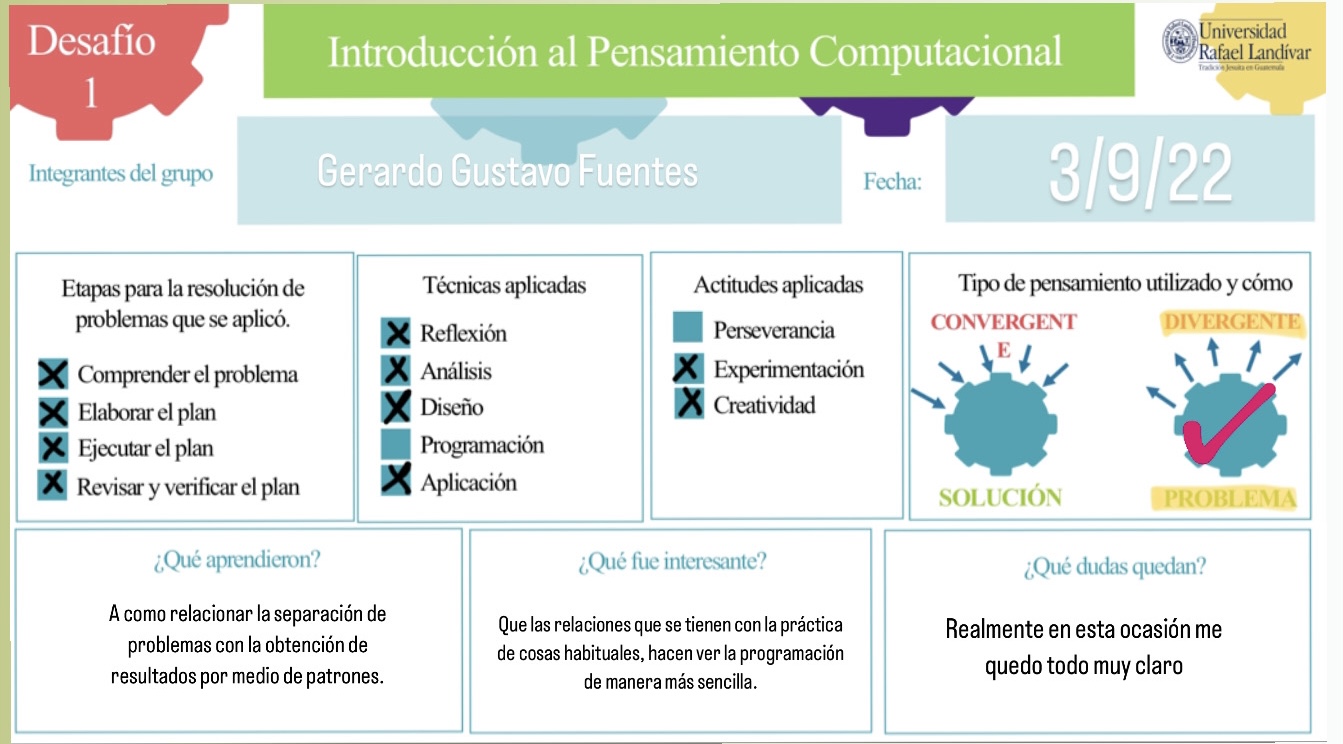 Desafío
1
Introducción al Pensamiento Computacional
Universidad
Rafael Landívar
Tradición Jesuita en Guatemala
Integrantes del grupo
Gerardo Gustavo Fuentes
Fecha:
3/9/22
Etapas para la resolución de
problemas que se aplicó.
Comprender el problema
Elaborar el plan
Ejecutar el plan
Revisar y verificar el plan
Técnicas aplicadas
Reflexión
Análisis
Diseño
Programación
Aplicación
Actitudes aplicadas
Perseverancia
Experimentación
Creatividad
Tipo de pensamiento utilizado y cómo
CONVERGENT
E
SOLUCIÓN
DIVERGENTE
PROBLEMA
¿Qué aprendieron?
A como relacionar la separación de
problemas con la obtención de
resultados por medio de patrones.
¿Qué fue interesante?
Que las relaciones que se tienen con la práctica
de cosas habituales, hacen ver la programación
de manera más sencilla.
¿Qué dudas quedan?
Realmente en esta ocasión me
quedo todo muy claro